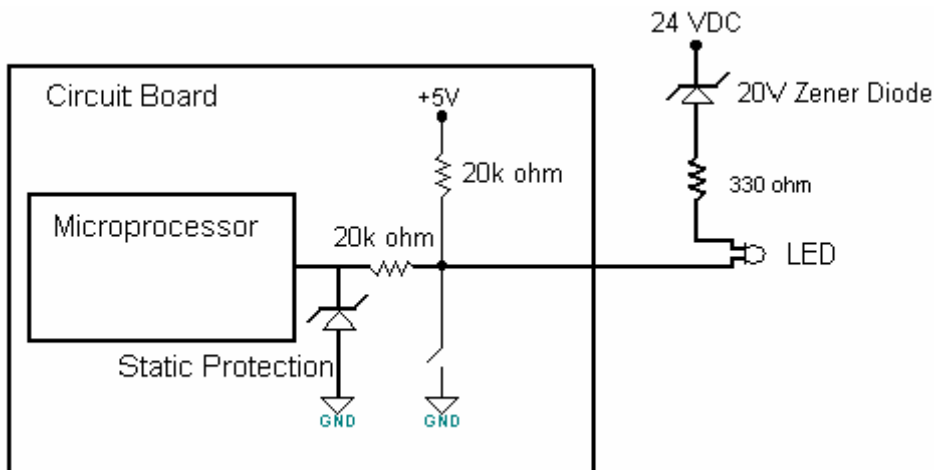 24 VDC
Circuit Board
+5V
20V Zener Diode
20k ohm
330 ohm
Microprocessor
20k ohm
LED
Static Protection
GND
GND